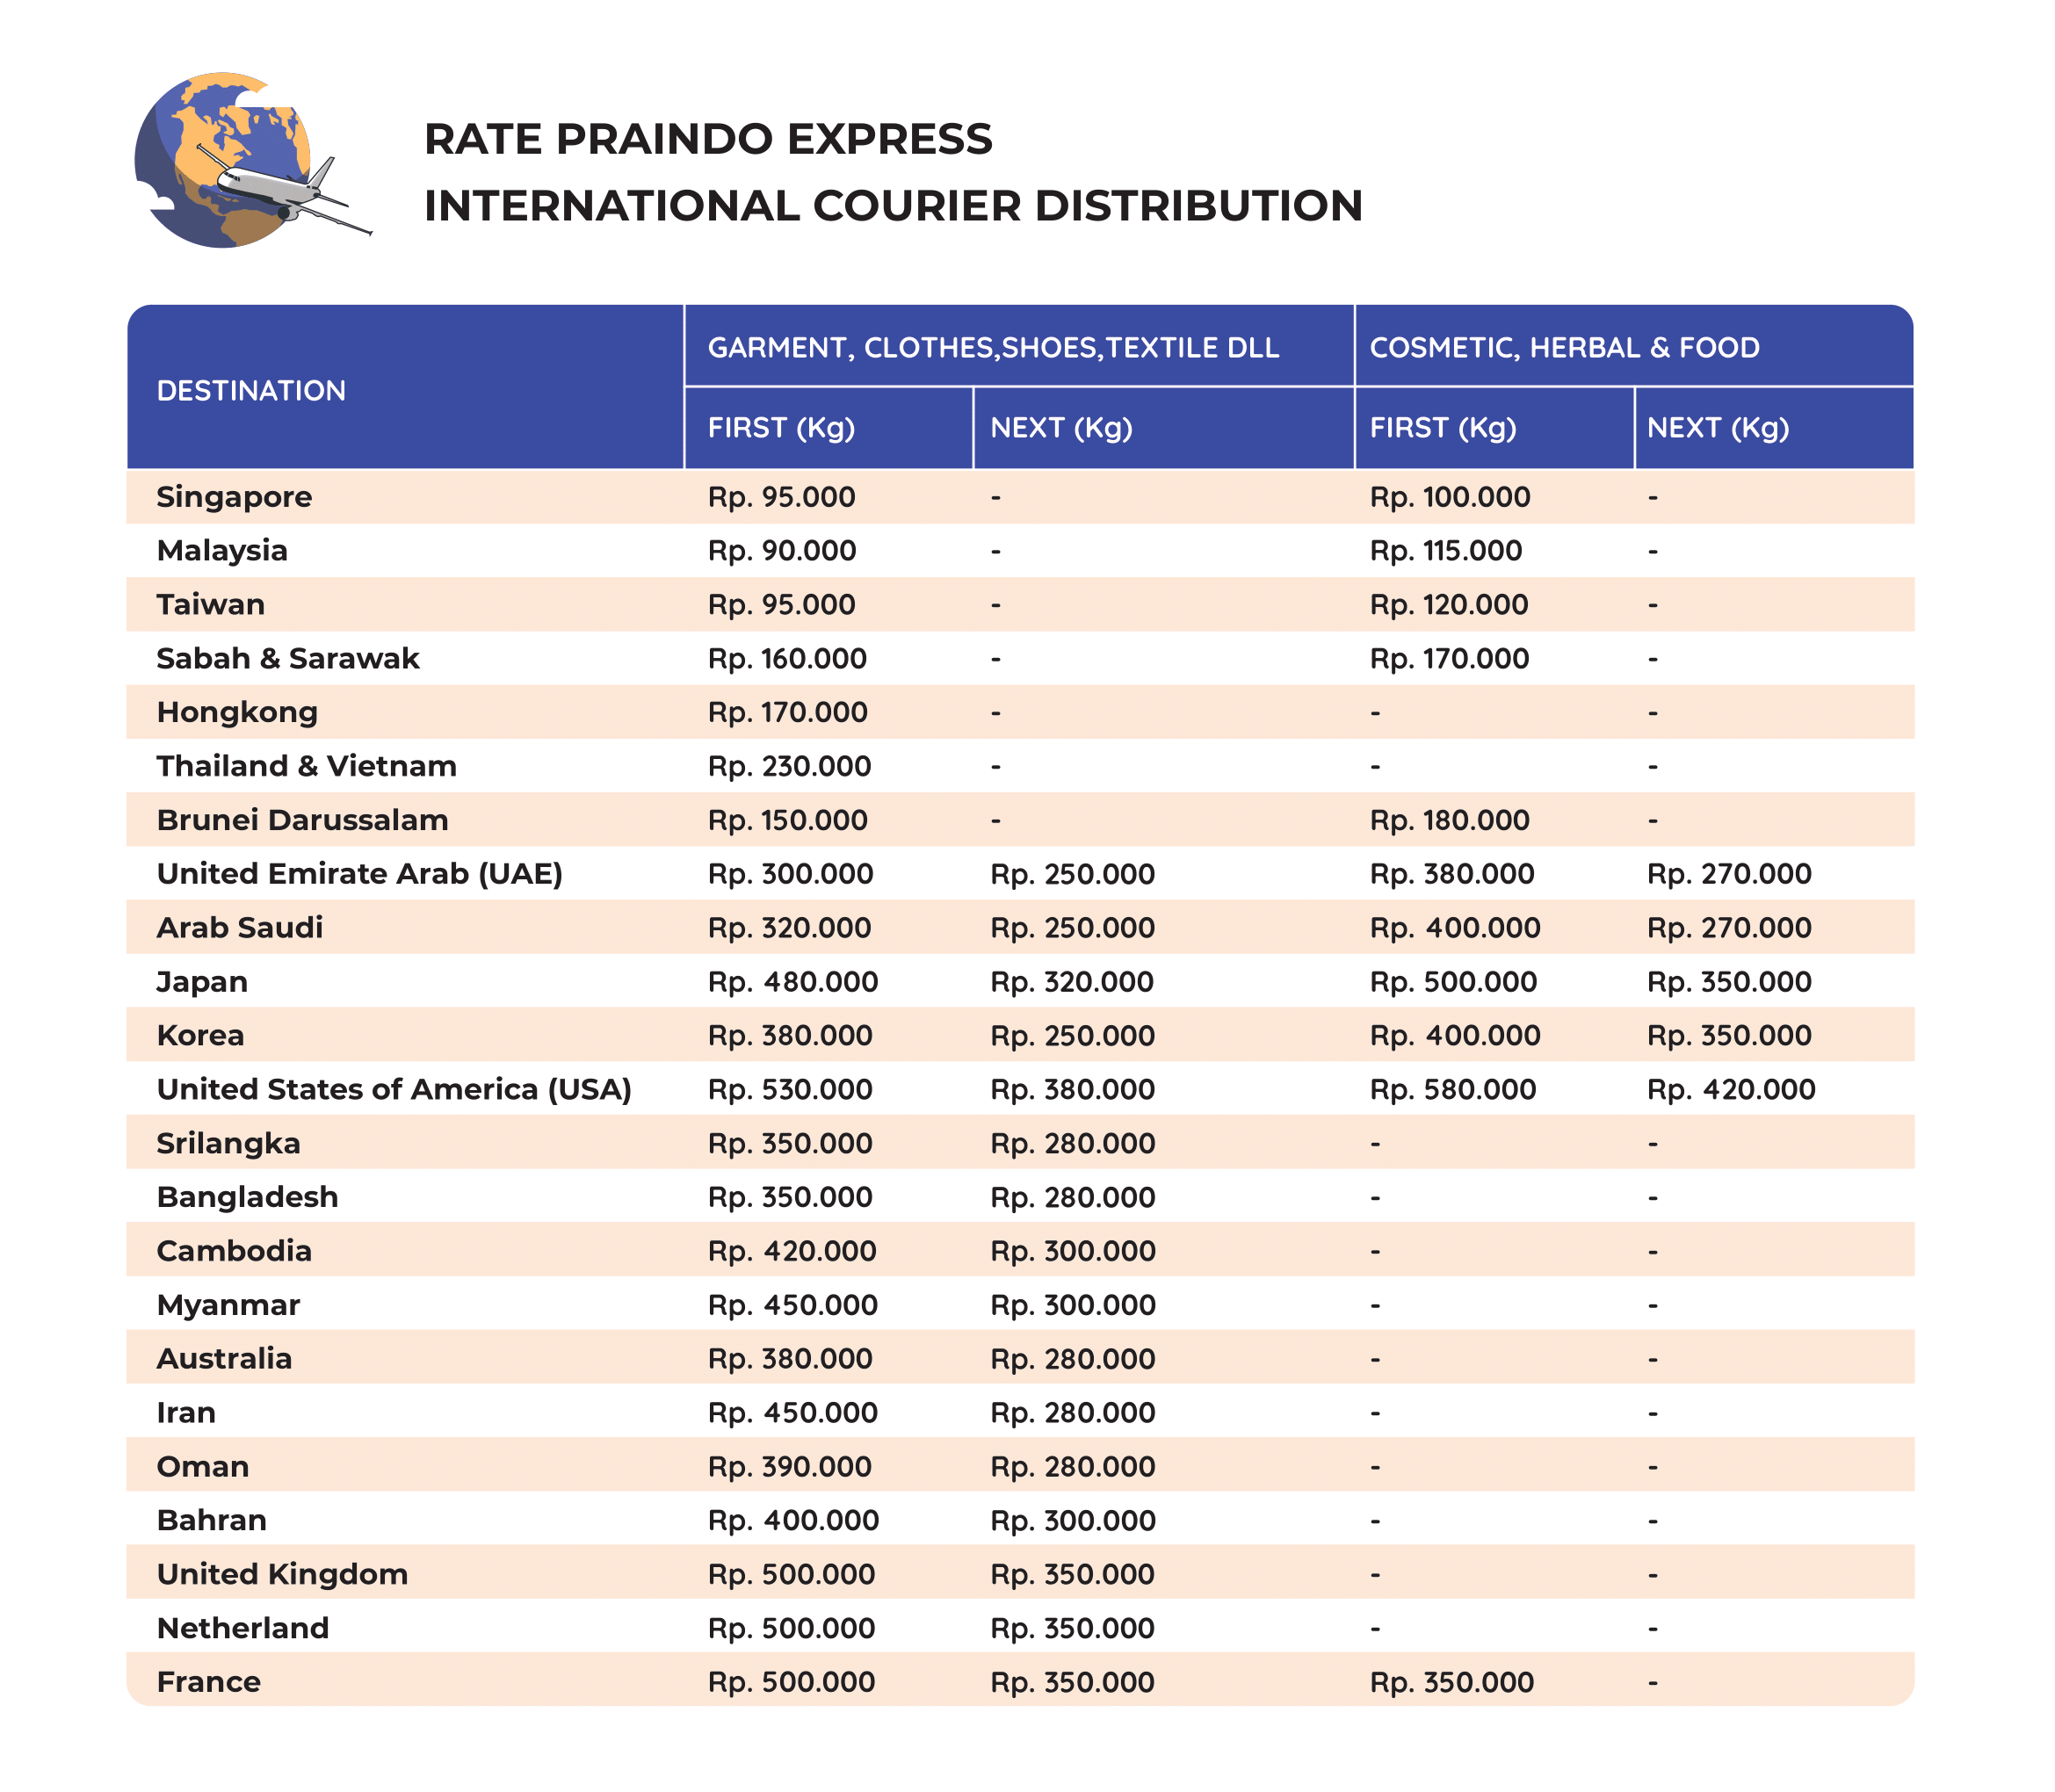 RATE PRAINDO EXPRESS
INTERNATIONAL COURIER DISTRIBUTION
DESTINATION
GARMENT, CLOTHES,SHOES,TEXTILE DLL COSMETIC, HERBAL & FOOD
FIRST (Kg) NEXT (Kg) FIRST (Kg) NEXT (Kg)
Singapore Rp. 95.000 - Rp. 100.000 -
Malaysia Rp. 90.000 - Rp. 115.000 -
Taiwan Rp. 95.000 - Rp. 120.000 -
Sabah & Sarawak Rp. 160.000 - Rp. 170.000 -
Hongkong Rp. 170.000 - - -
Thailand & Vietnam Rp. 230.000 - - -
Brunei Darussalam Rp. 150.000 - Rp. 180.000 -
United Emirate Arab (UAE) Rp. 300.000 Rp. 250.000 Rp. 380.000 Rp. 270.000
Arab Saudi Rp. 320.000 Rp. 250.000 Rp. 400.000 Rp. 270.000
Japan Rp. 480.000 Rp. 320.000 Rp. 500.000 Rp. 350.000
Korea Rp. 380.000 Rp. 250.000 Rp. 400.000 Rp. 350.000
United States of America (USA) Rp. 530.000 Rp. 380.000 Rp. 580.000 Rp. 420.000
Srilangka Rp. 350.000 Rp. 280.000 - -
Bangladesh Rp. 350.000 Rp. 280.000 - -
Cambodia Rp. 420.000 Rp. 300.000 - -
Myanmar Rp. 450.000 Rp. 300.000 - -
Australia Rp. 380.000 Rp. 280.000 - -
Iran Rp. 450.000 Rp. 280.000 - -
Oman Rp. 390.000 Rp. 280.000 - -
Bahran Rp. 400.000 Rp. 300.000 - -
United Kingdom Rp. 500.000 Rp. 350.000 - -
Netherland Rp. 500.000 Rp. 350.000 - -
France Rp. 500.000 Rp. 350.000 Rp. 350.000 -